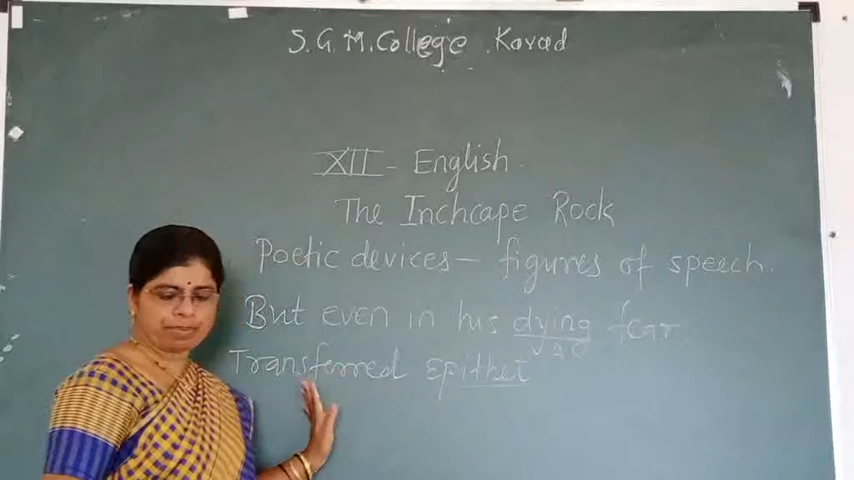 S.G.M.College .Kovad
XII - English.
The Inchcape Rock
Poetic devices - figures of speech.
But even in his dying fear
Transferred epithet